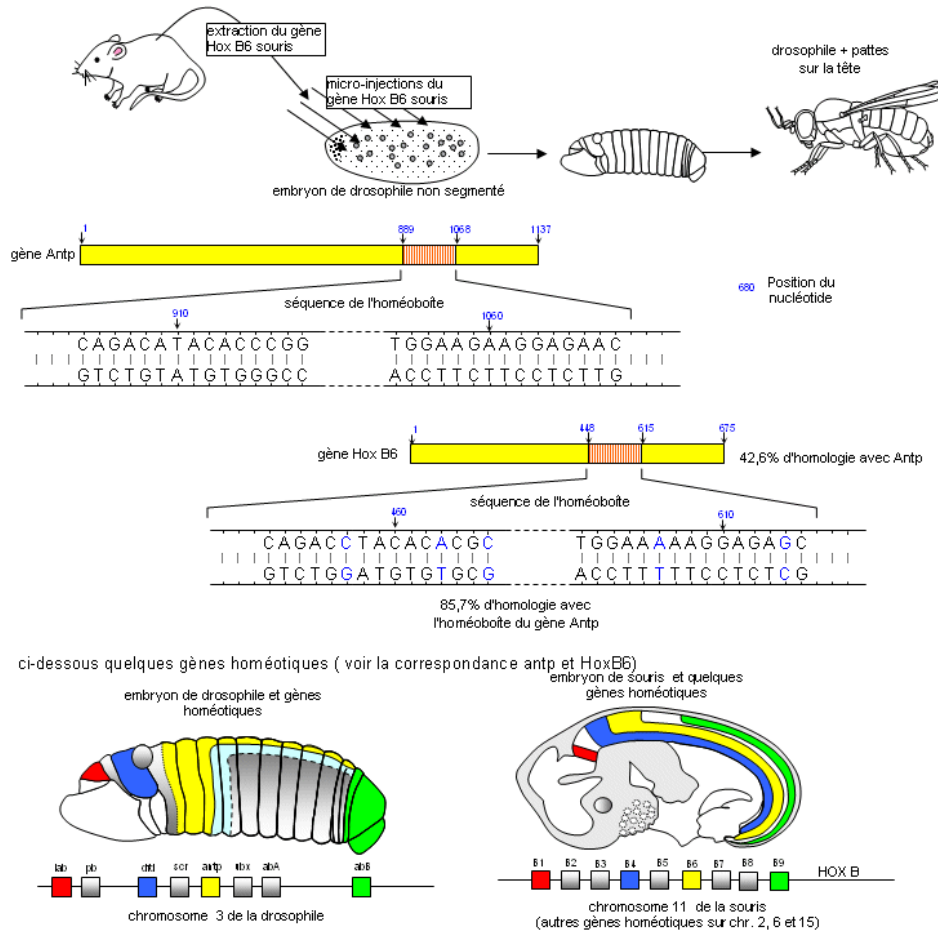 extraction du gène
Hox B6 souris
micro-injections du
gène Hox B6 souris
drosophile + pattes
sur la tête
embryon de drosophile non segmenté
1
889
1068
1137
gène Antp
680
Position du
nucléotide
séquence de l'homéoboîte
910
1060
CAGACATACACCCGG
TGGAAGAAGGAGAAC
GTCTGTATGTGGGCC
ACCTTCTTCCTCTTG
1
448
615
675
gène Hox B6
42,6% d'homologie avec Antp
séquence de l'homéoboîte
460
610
CAGACCTACACACGC
TGGAAAAAGGAGAGC
GTCTGGATGTGTGCG
ACCTTTTTCCTCTCG
85,7% d'homologie avec
l'homéoboîte du gène Antp
ci-dessous quelques gènes homéotiques ( voir la correspondance antp et HoxB6)
embryon de drosophile et gènes
homéotiques
embryon de souris et quelques
gènes homéotiques
lab
pb
dfd
scr
antp
ubx
abA
abB
chromosome 3 de la drosophile
B1
B2
B3
B4
B5
B6
B7
B8
B9
HOX B
chromosome 11 de la souris
(autres gènes homéotiques sur chr. 2, 6 et 15)